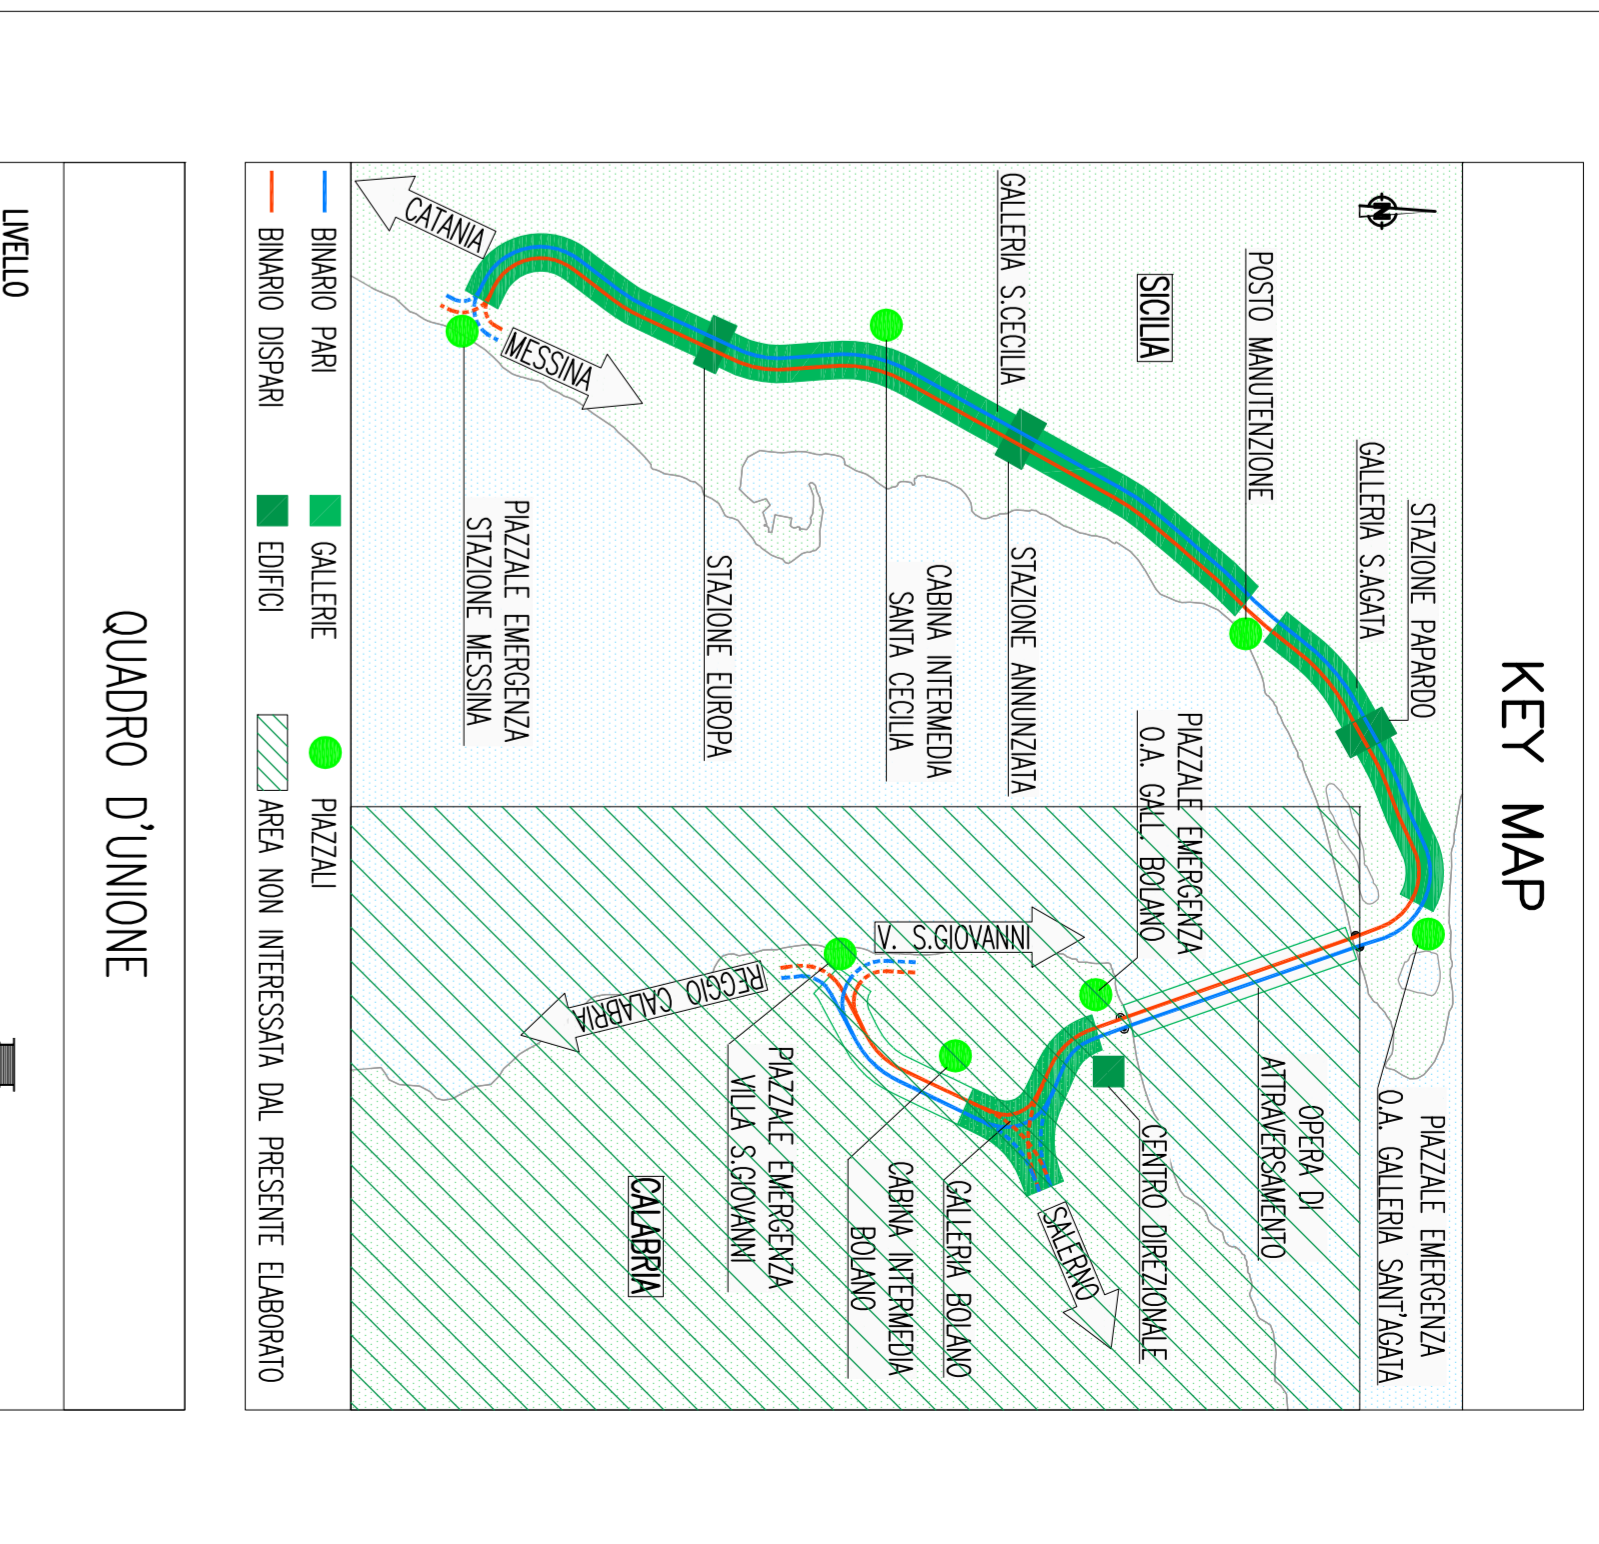 KEY MAP
N
STAZIONE PAPARDO
GALLERIA S.AGATA
POSTO MANUTENZIONE
SICILIA
GALLERIA S.CECILIA
CATANIA
MESSINA
PIAZZALE EMERGENZA
STAZIONE MESSINA
STAZIONE EUROPA
CABINA INTERMEDIA
SANTA CECILIA
STAZIONE ANNUNZIATA
PIAZZALE EMERGENZA
O.A. GALL. BOLANO
PIAZZALE EMERGENZA
O.A. GALLERIA SANT'AGATA
OPERA DI
ATTRAVERSAMENTO
CENTRO DIREZIONALE
SALERNO
GALLERIA BOLANO
CABINA INTERMEDIA
BOLANO
V. S.GIOVANNI
REGGIO CALABRIA
PIAZZALE EMERGENZA
VILLA S.GIOVANNI
CALABRIA
BINARIO PARI
GALLERIE
PIAZZALI
BINARIO DISPARI
EDIFICI
AREA NON INTERESSATA DAL PRESENTE ELABORATO
QUADRO D'UNIONE
LIVELLO